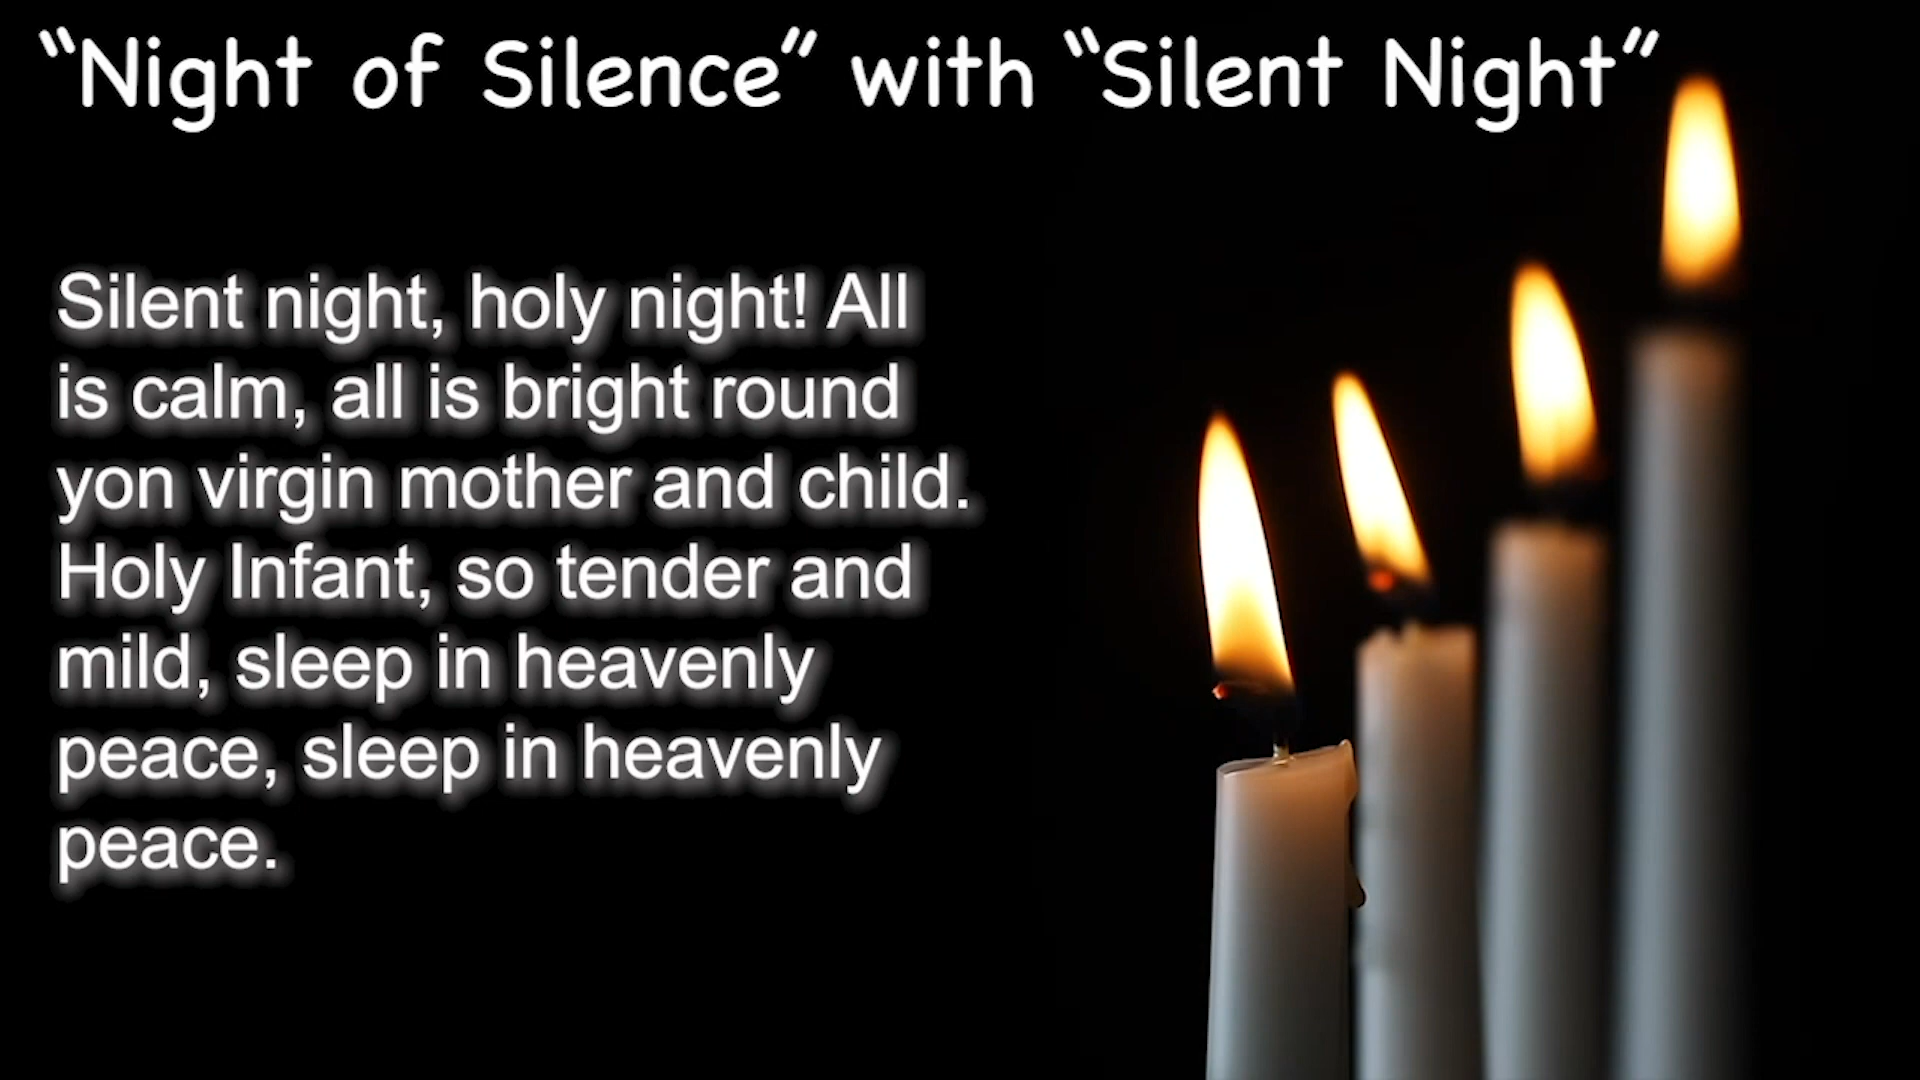 “Night of Silence” with “Silent Night”
Silent night, holy night! All
is calm, all is bright round
yon virgin mother and child.
Holy Infant, so tender and
mild, sleep in heavenly
peace, sleep in heavenly
peace.